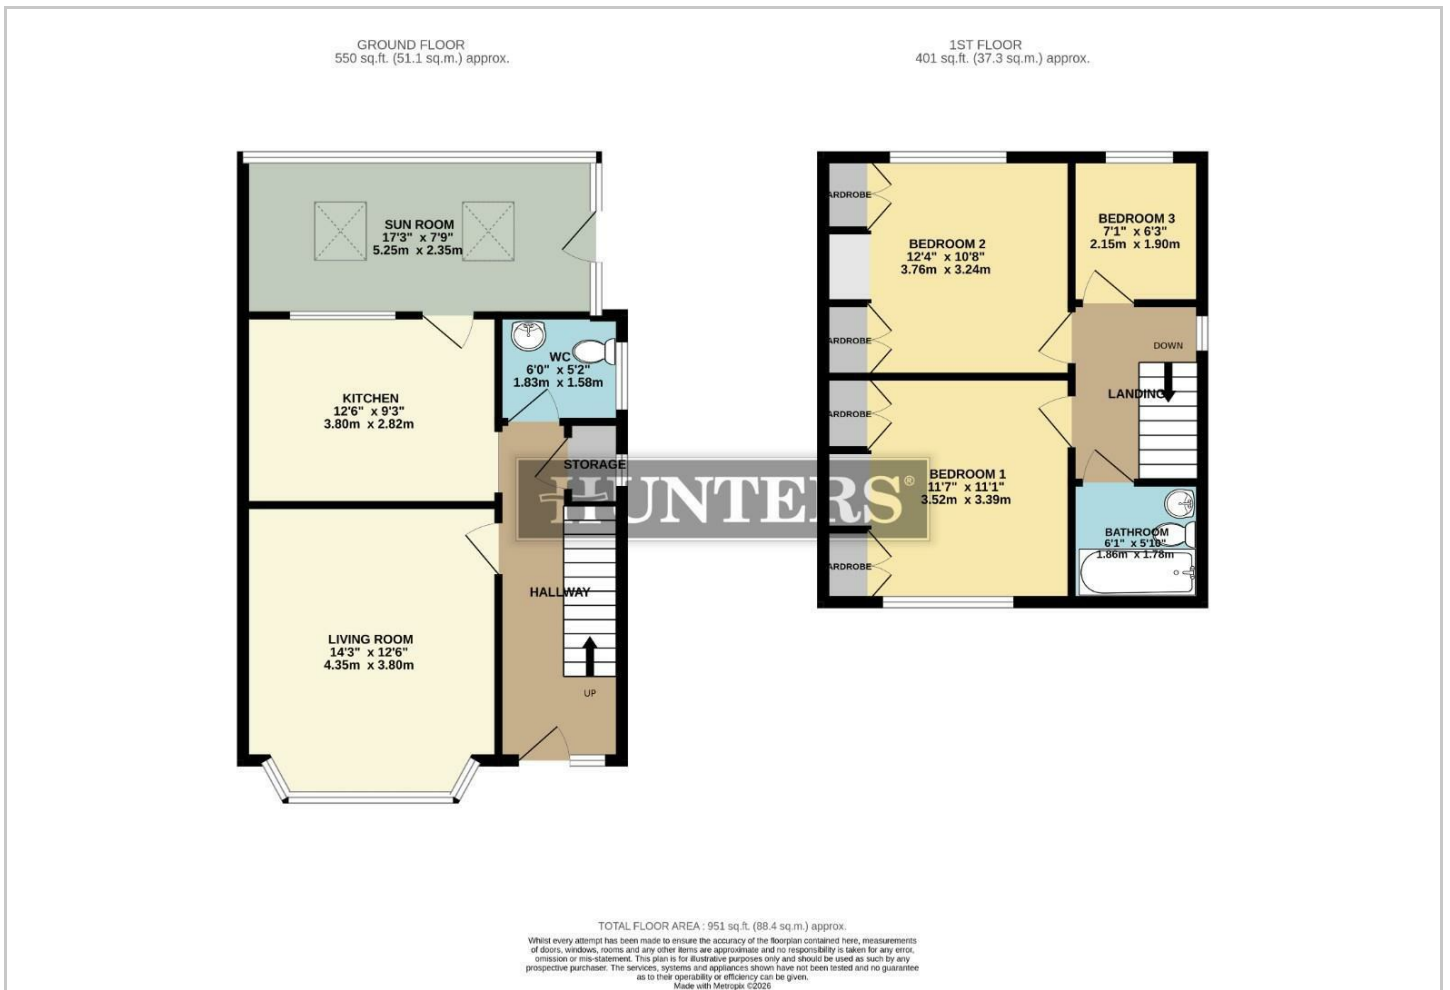 GROUND FLOOR
550 sq.ft. (51.1 sq.m.) approx.
1ST FLOOR
401 sq.ft. (37.3 sq.m.) approx.
SUN ROOM
17'3" x 7'9"
5.25m x 2.35m
WC
6'0" x 5'2"
1.83m x 1.58m
KITCHEN
12'6" x 9'3"
3.80m x 2.82m
STORAGE
HALLWAY
LIVING ROOM
14'3" x 12'6"
4.35m x 3.80m
UP
ARDROBE
BEDROOM 2
12'4" x 10'8"
3.76m x 3.24m
ARDROBE
BEDROOM 3
7'1" x 6'3"
2.15m x 1.90m
DOWN
LANDING
ARDROBE
BEDROOM 1
11'7" x 11'1"
3.52m x 3.39m
ARDROBE
BATHROOM
6'1" x 5'10"
1.86m x 1.78m
HUNTERS®
TOTAL FLOOR AREA : 951 sq.ft. (88.4 sq.m.) approx.
Whilst every attempt has been made to ensure the accuracy of the floorplan contained here, measurements
of doors, windows, rooms and any other items are approximate and no responsibility is taken for any error,
omission or mis-statement. This plan is for illustrative purposes only and should be used as such by any
prospective purchaser. The services, systems and appliances shown have not been tested and no guarantee
as to their operability or efficiency can be given.
Made with Metropix ©2026